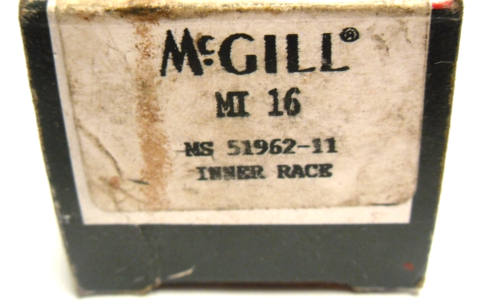 McGILL®
MI 16
MS 51962-11
INNER RACE